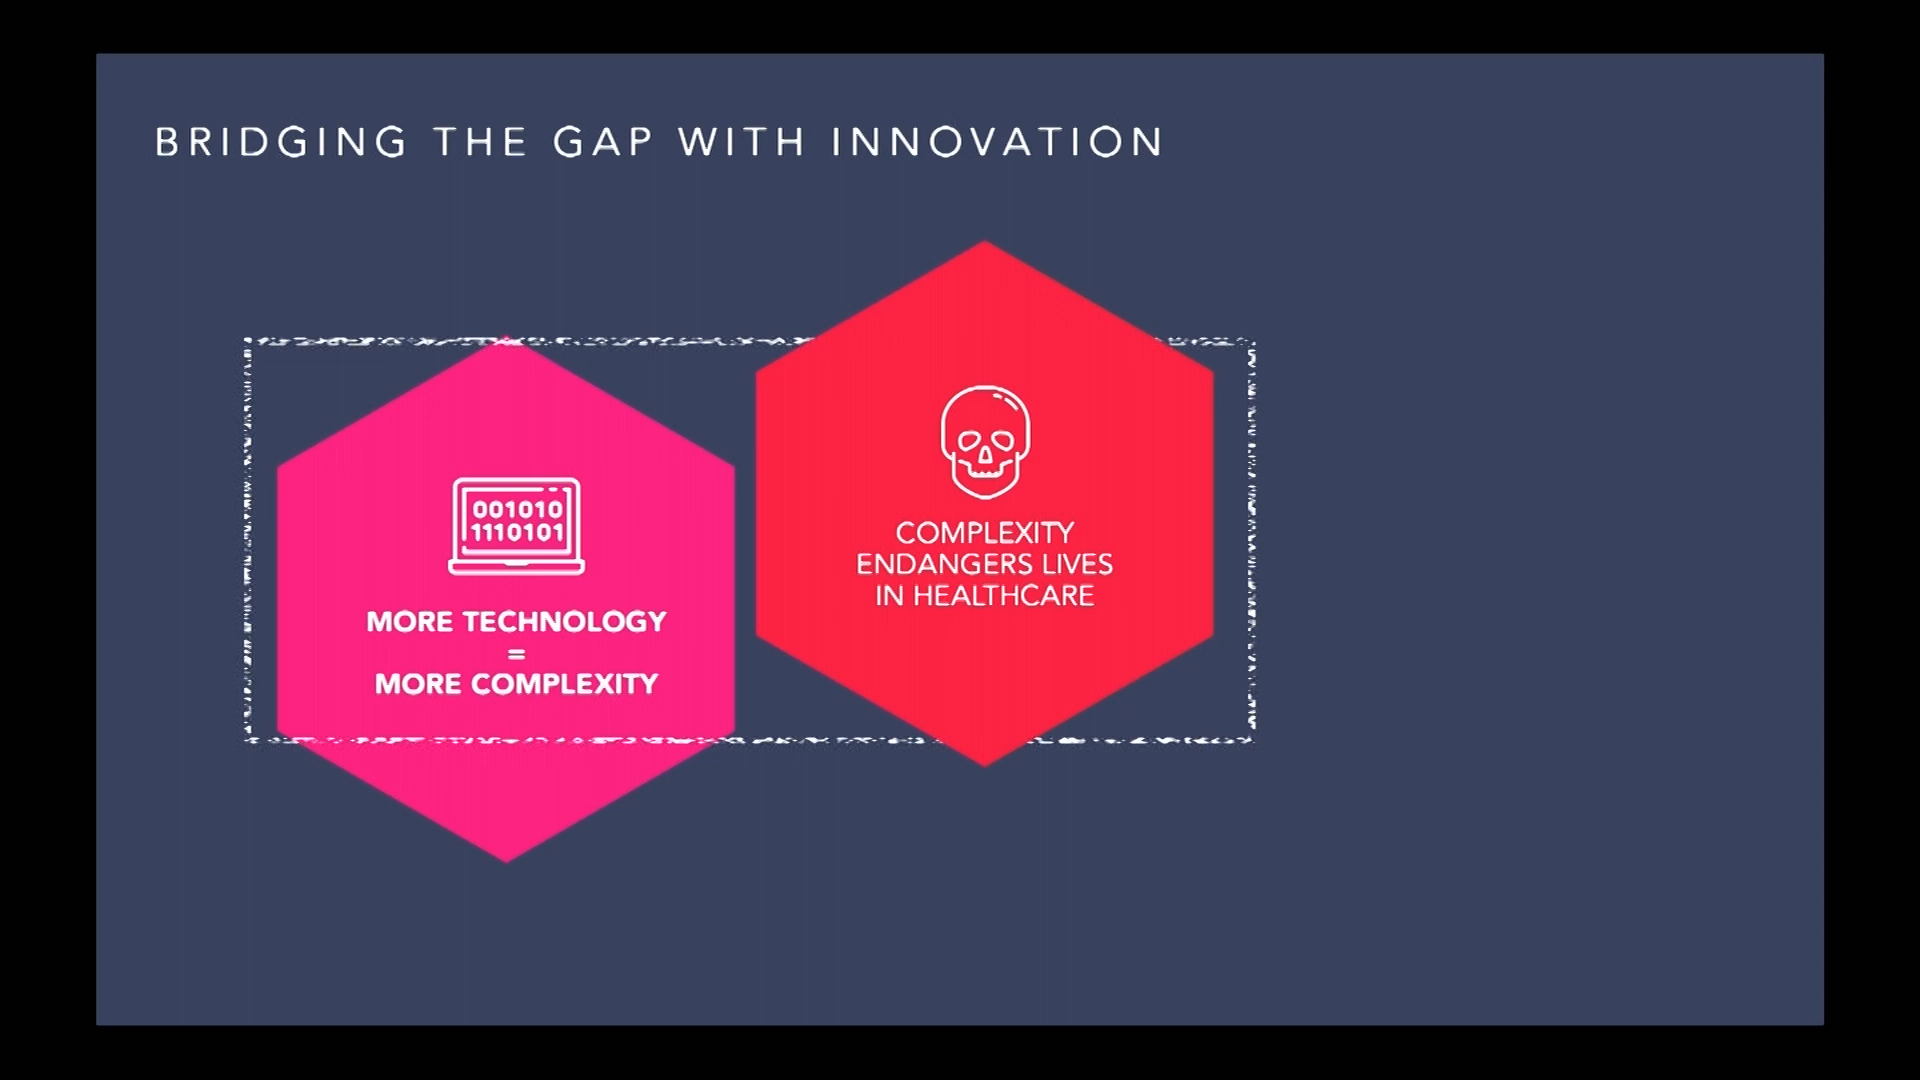 BRIDGING THE GAP WITH INNOVATION
001010
1110101
MORE TECHNOLOGY
=
MORE COMPLEXITY
COMPLEXITY
ENDANGERS LIVES
IN HEALTHCARE